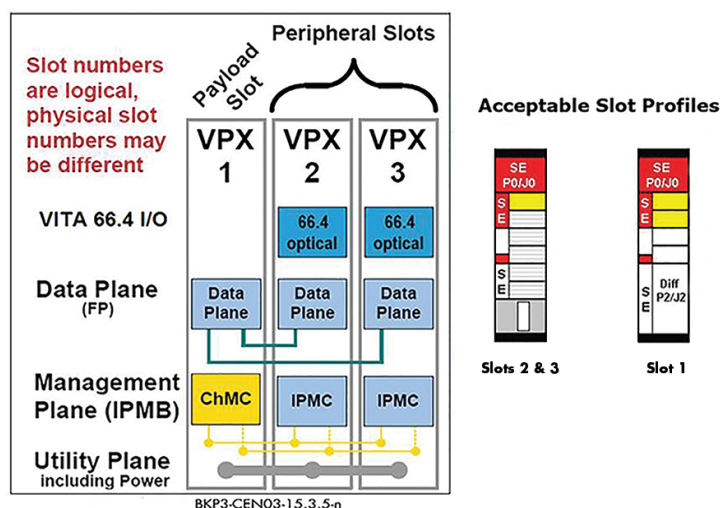 Slot numbers
are logical,
physical slot
numbers may
be different
Payload
Slot
Peripheral Slots
VPX
1
VPX
2
VPX
3
VITA 66.4 I/O
66.4
optical
66.4
optical
Data Plane
(FP)
Data
Plane
Data
Plane
Data
Plane
Management
Plane (IPMB)
ChMC
IPMC
IPMC
Utility Plane
including Power
BKP3-CEN03-15.3.5-n
Acceptable Slot Profiles
SE
P0/J0
S
E
S
E
Slots 2 & 3
SE
P0/J0
S
E
S
E
Diff
P2/J2
Slot 1